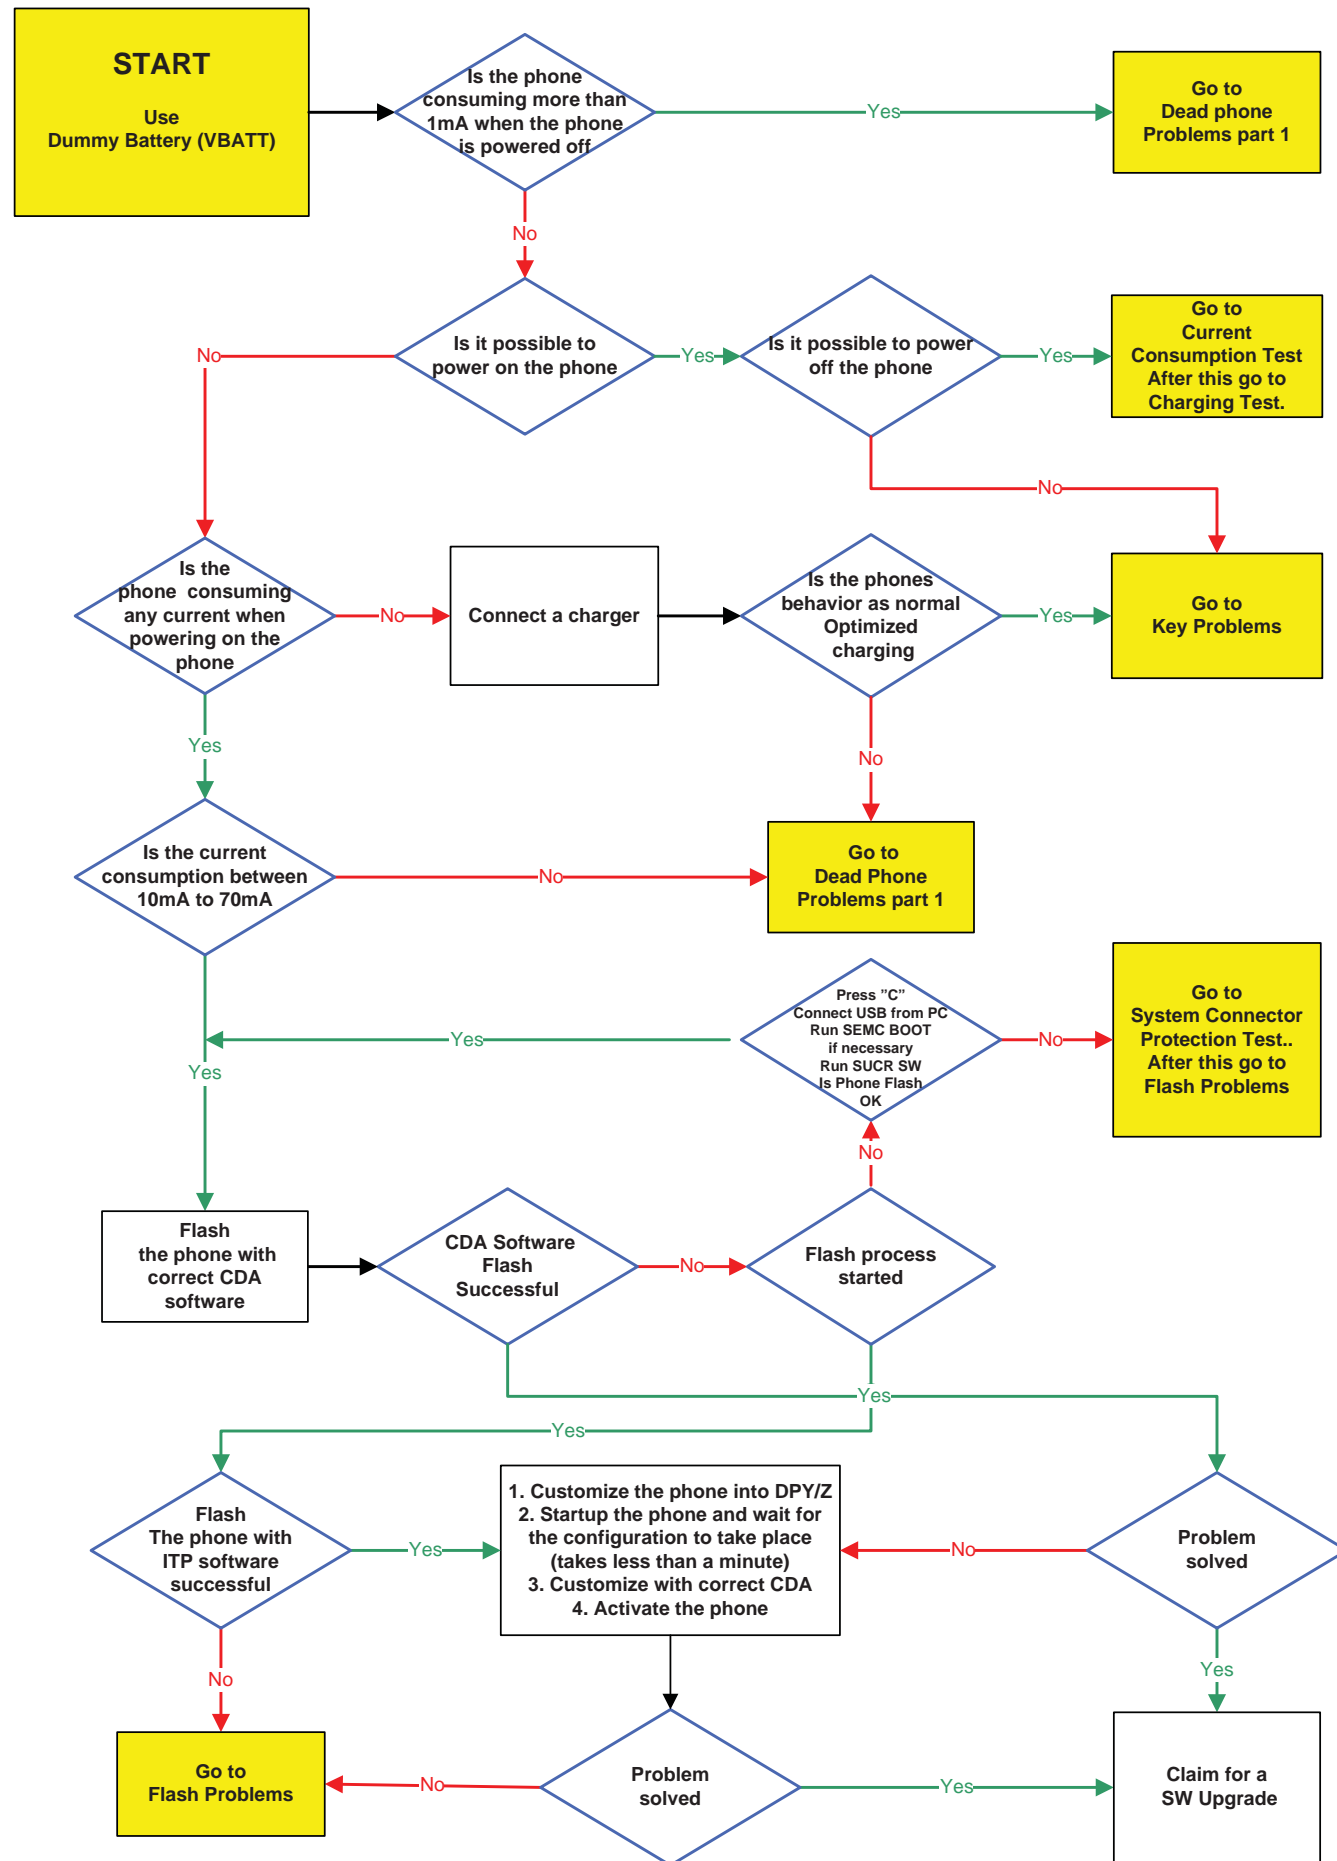 START
Use
Dummy Battery (VBATT)
Is the phone
consuming more than
1mA when the phone
is powered off
Yes
Go to
Dead phone
Problems part 1
No
Is it possible to
power on the phone
No
Yes
Is it possible to power
off the phone
Yes
Go to
Current
Consumption Test
After this go to
Charging Test.
No
Is the
phone consuming
any current when
powering on the
phone
No
Connect a charger
Is the phones
behavior as normal
Optimized
charging
Yes
Go to
Key Problems
Yes
No
Is the current
consumption between
10mA to 70mA
No
Go to
Dead Phone
Problems part 1
Press ”C”
Connect USB from PC
Run SEMC BOOT
if necessary
Run SUCR SW
Is Phone Flash
OK
No
Go to
System Connector
Protection Test..
After this go to
Flash Problems
Yes
Yes
No
Flash
the phone with
correct CDA
software
CDA Software
Flash
Successful
No
Flash process
started
Yes
Yes
Flash
The phone with
ITP software
successful
Yes
1. Customize the phone into DPY/Z
2. Startup the phone and wait for
the configuration to take place
(takes less than a minute)
3. Customize with correct CDA
4. Activate the phone
No
Problem
solved
No
Yes
Go to
Flash Problems
No
Problem
solved
Yes
Claim for a
SW Upgrade